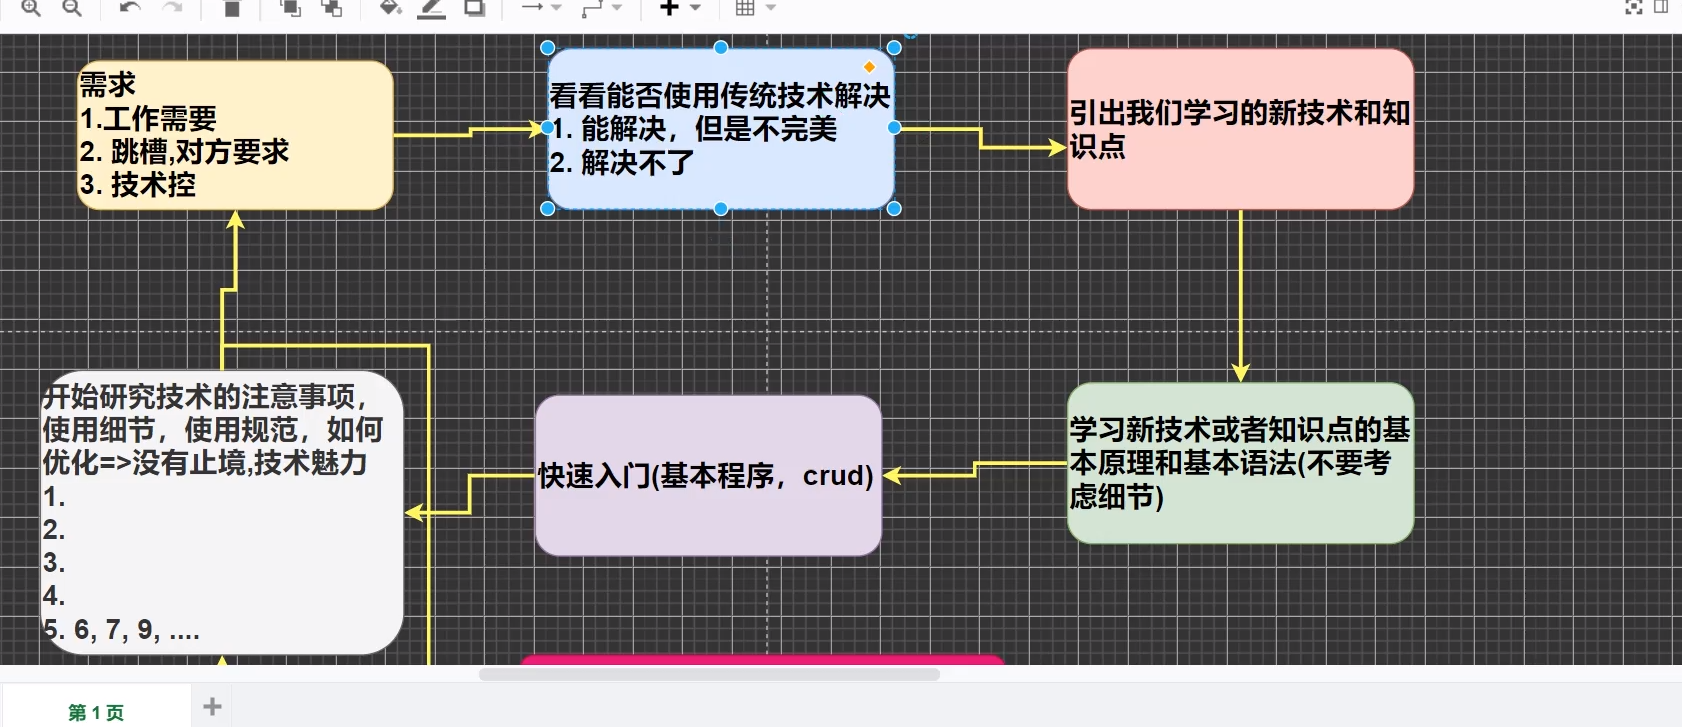 需求
1.工作需要
2. 跳槽,对方要求
3. 技术控
看看能否使用传统技术解决
1. 能解决，但是不完美
2. 解决不了
引出我们学习的新技术和知
识点
开始研究技术的注意事项，
使用细节，使用规范，如何
优化=>没有止境,技术魅力
1.
2.
3.
4.
5. 6, 7, 9, ....
快速入门(基本程序，crud)
学习新技术或者知识点的基
本原理和基本语法(不要考
虑细节)
第 1 页